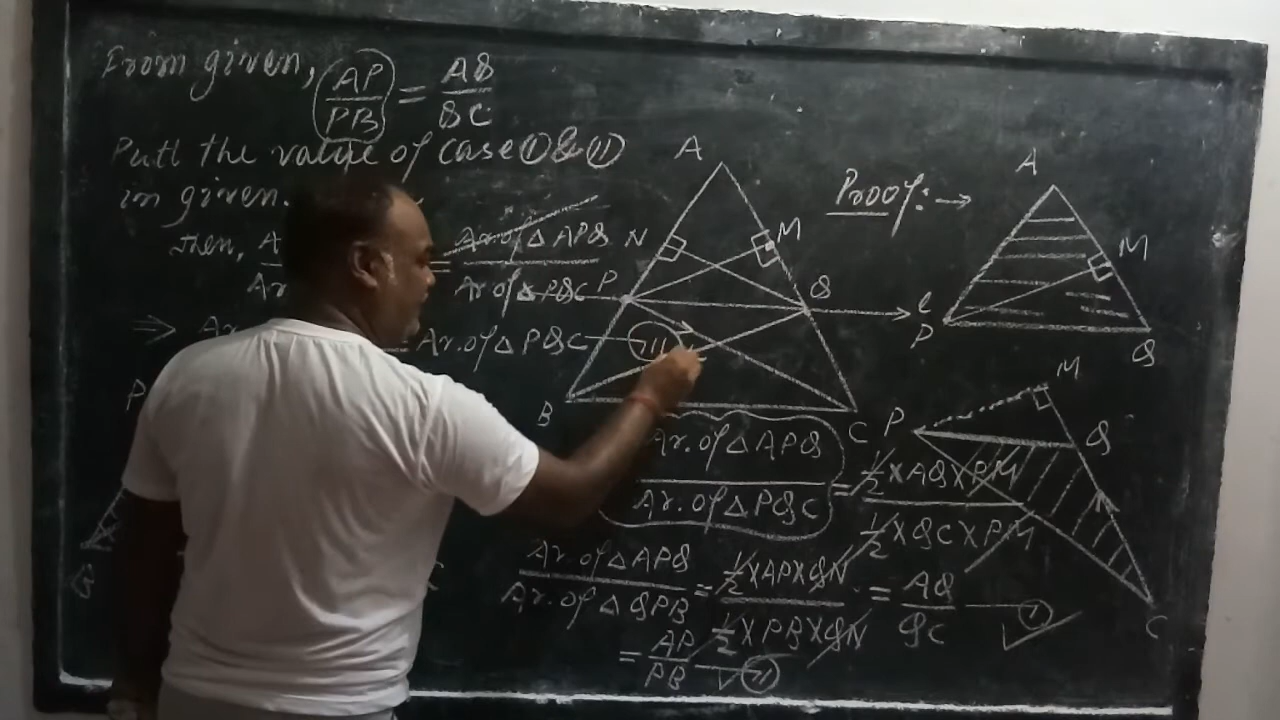 From given, AP/PB = AQ/QC
Putt the value of case (I) & (II)
in given.
Then, A
Ar
= Ar. of △ APQ / Ar of △ PQC
⇒ Ar
Ar. of △ PQC — (III)
A
N
M
P
Q
l
B
C
Proof: →
A
M
P
Q
M
P
Q
C
P
B
Ar. of △ APQ / Ar. of △ PQC = ½ × AQ × PM / ½ × QC × PM
= AQ/QC — (I)
Ar. of △ APQ / Ar. of △ QPB = ½ × AP × QN / ½ × PB × QN
= AP/PB — (II)